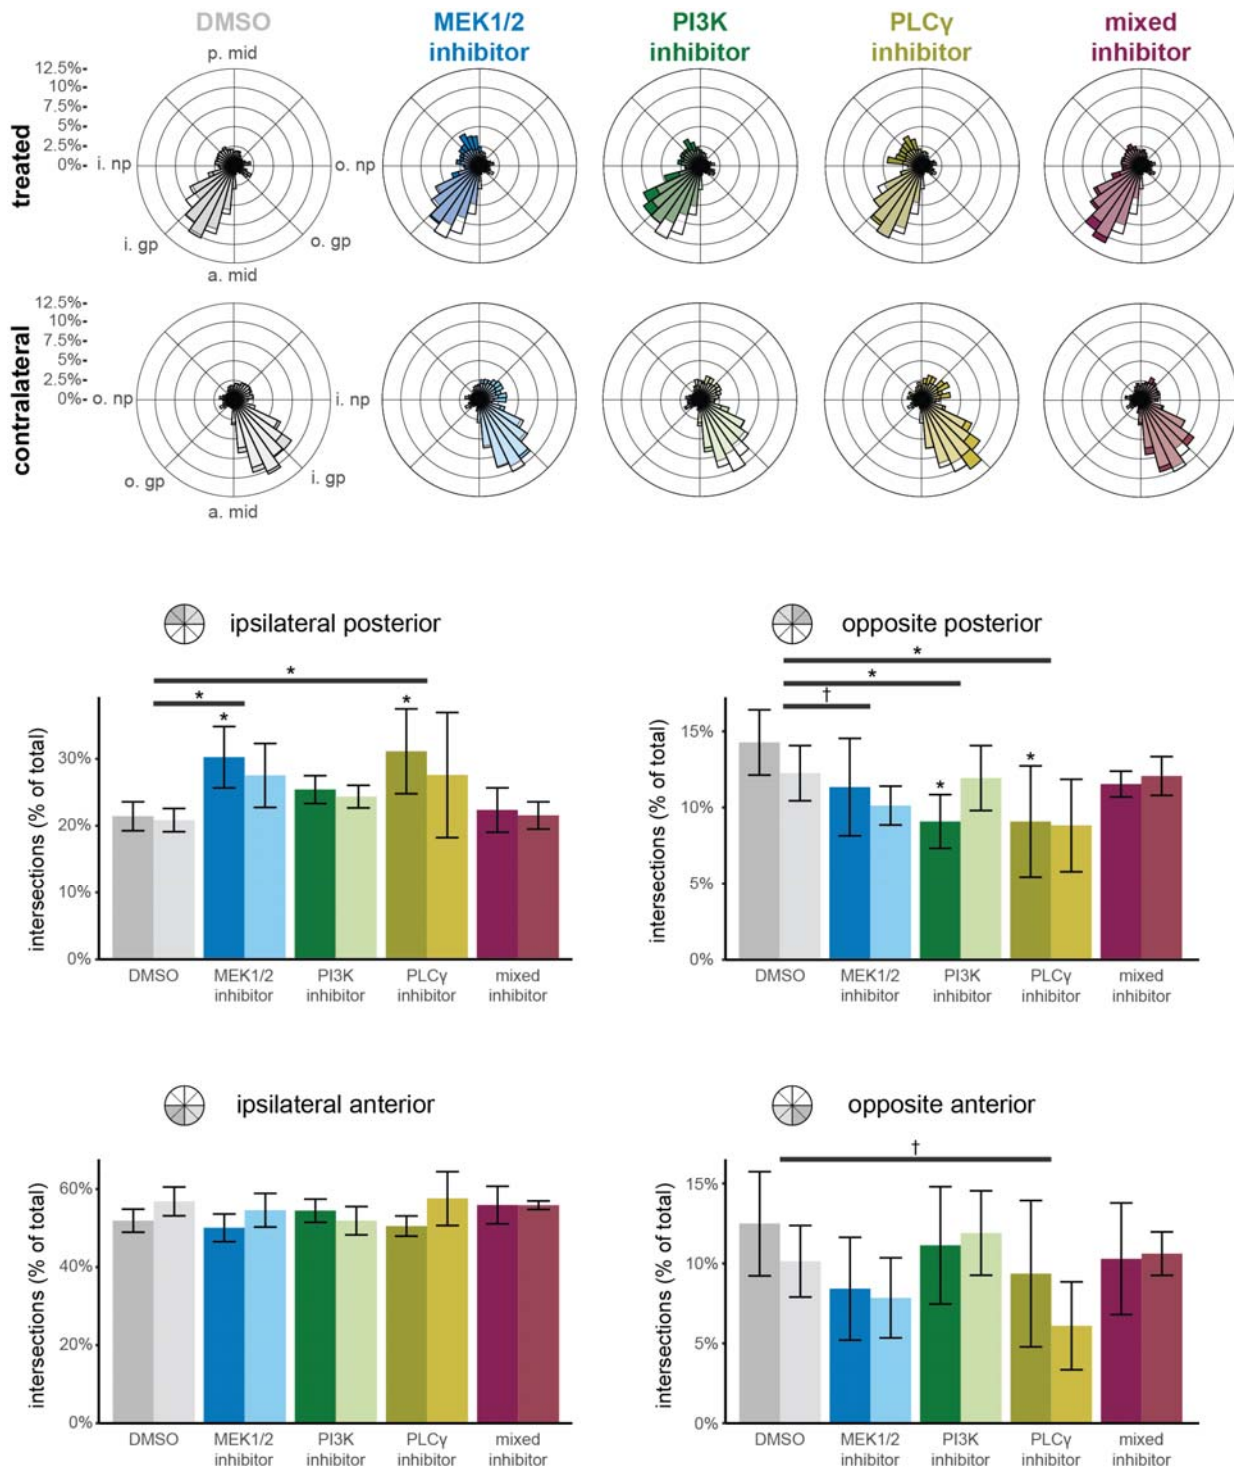 DMSO
MEK1/2
inhibitor
PI3K
inhibitor
PLCγ
inhibitor
mixed
inhibitor
treated
12.5%-
10%-
7.5%-
5%-
2.5%-
0%-
p. mid
i. np
o. np
i. gp
o. gp
a. mid
contralateral
12.5%-
10%-
7.5%-
5%-
2.5%-
0%-
o. np
i. np
o. gp
i. gp
a. mid
ipsilateral posterior
*
*
*
*
intersections (% of total)
30%
20%
10%
0%
DMSO
MEK1/2
inhibitor
PI3K
inhibitor
PLCγ
inhibitor
mixed
inhibitor
opposite posterior
*
*
†
*
*
intersections (% of total)
15%
10%
5%
0%
DMSO
MEK1/2
inhibitor
PI3K
inhibitor
PLCγ
inhibitor
mixed
inhibitor
ipsilateral anterior
intersections (% of total)
60%
40%
20%
0%
DMSO
MEK1/2
inhibitor
PI3K
inhibitor
PLCγ
inhibitor
mixed
inhibitor
opposite anterior
†
intersections (% of total)
15%
10%
5%
0%
DMSO
MEK1/2
inhibitor
PI3K
inhibitor
PLCγ
inhibitor
mixed
inhibitor